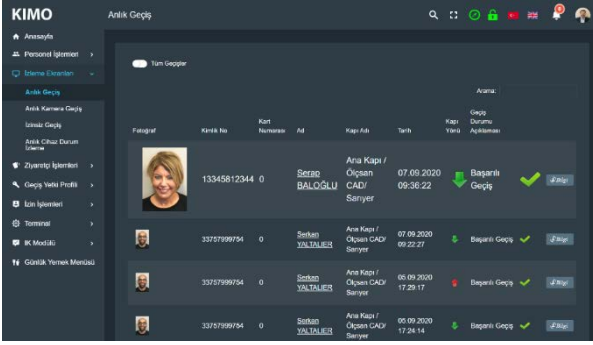 KIMO
Anlık Geçiş
Anasayfa
Personel İşlemleri
İzleme Ekranları
Anlık Geçiş
Anlık Kamera Geçiş
İzinsiz Geçiş
Anlık Cihaz Durum
İzleme
Ziyaretçi İşlemleri
Geçiş Yetki Profili
İzin İşlemleri
Terminal
IK Modülü
Günlük Yemek Menüsü
Tüm Geçişler
Arama:
Fotoğraf
Kimlik No
Kart
Numarası
Ad
Kapı Adı
Tarih
Kapı
Yönü
Geçiş
Durumu
Açıklaması
13345812344 0
Serap
BALOĞLU
Ana Kapı /
Ölçsan
CAD/
Sarıyer
07.09.2020
09:36:22
Başarılı
Geçiş
Bilgi
33757999754 0
Serkan
YALTALIER
Ana Kapı /
Ölçsan CAD/
Sarıyer
07.09.2020
09:22:27
Başarılı Geçiş
Bilgi
33757999754 0
Serkan
YALTALIER
Ana Kapı /
Ölçsan CAD/
Sarıyer
05.09.2020
17:29:17
Başarılı Geçiş
Bilgi
33757999754 0
Serkan
YALTALIER
Ana Kapı /
Ölçsan CAD/
Sarıyer
05.09.2020
17:24:14
Başarılı Geçiş
Bilgi